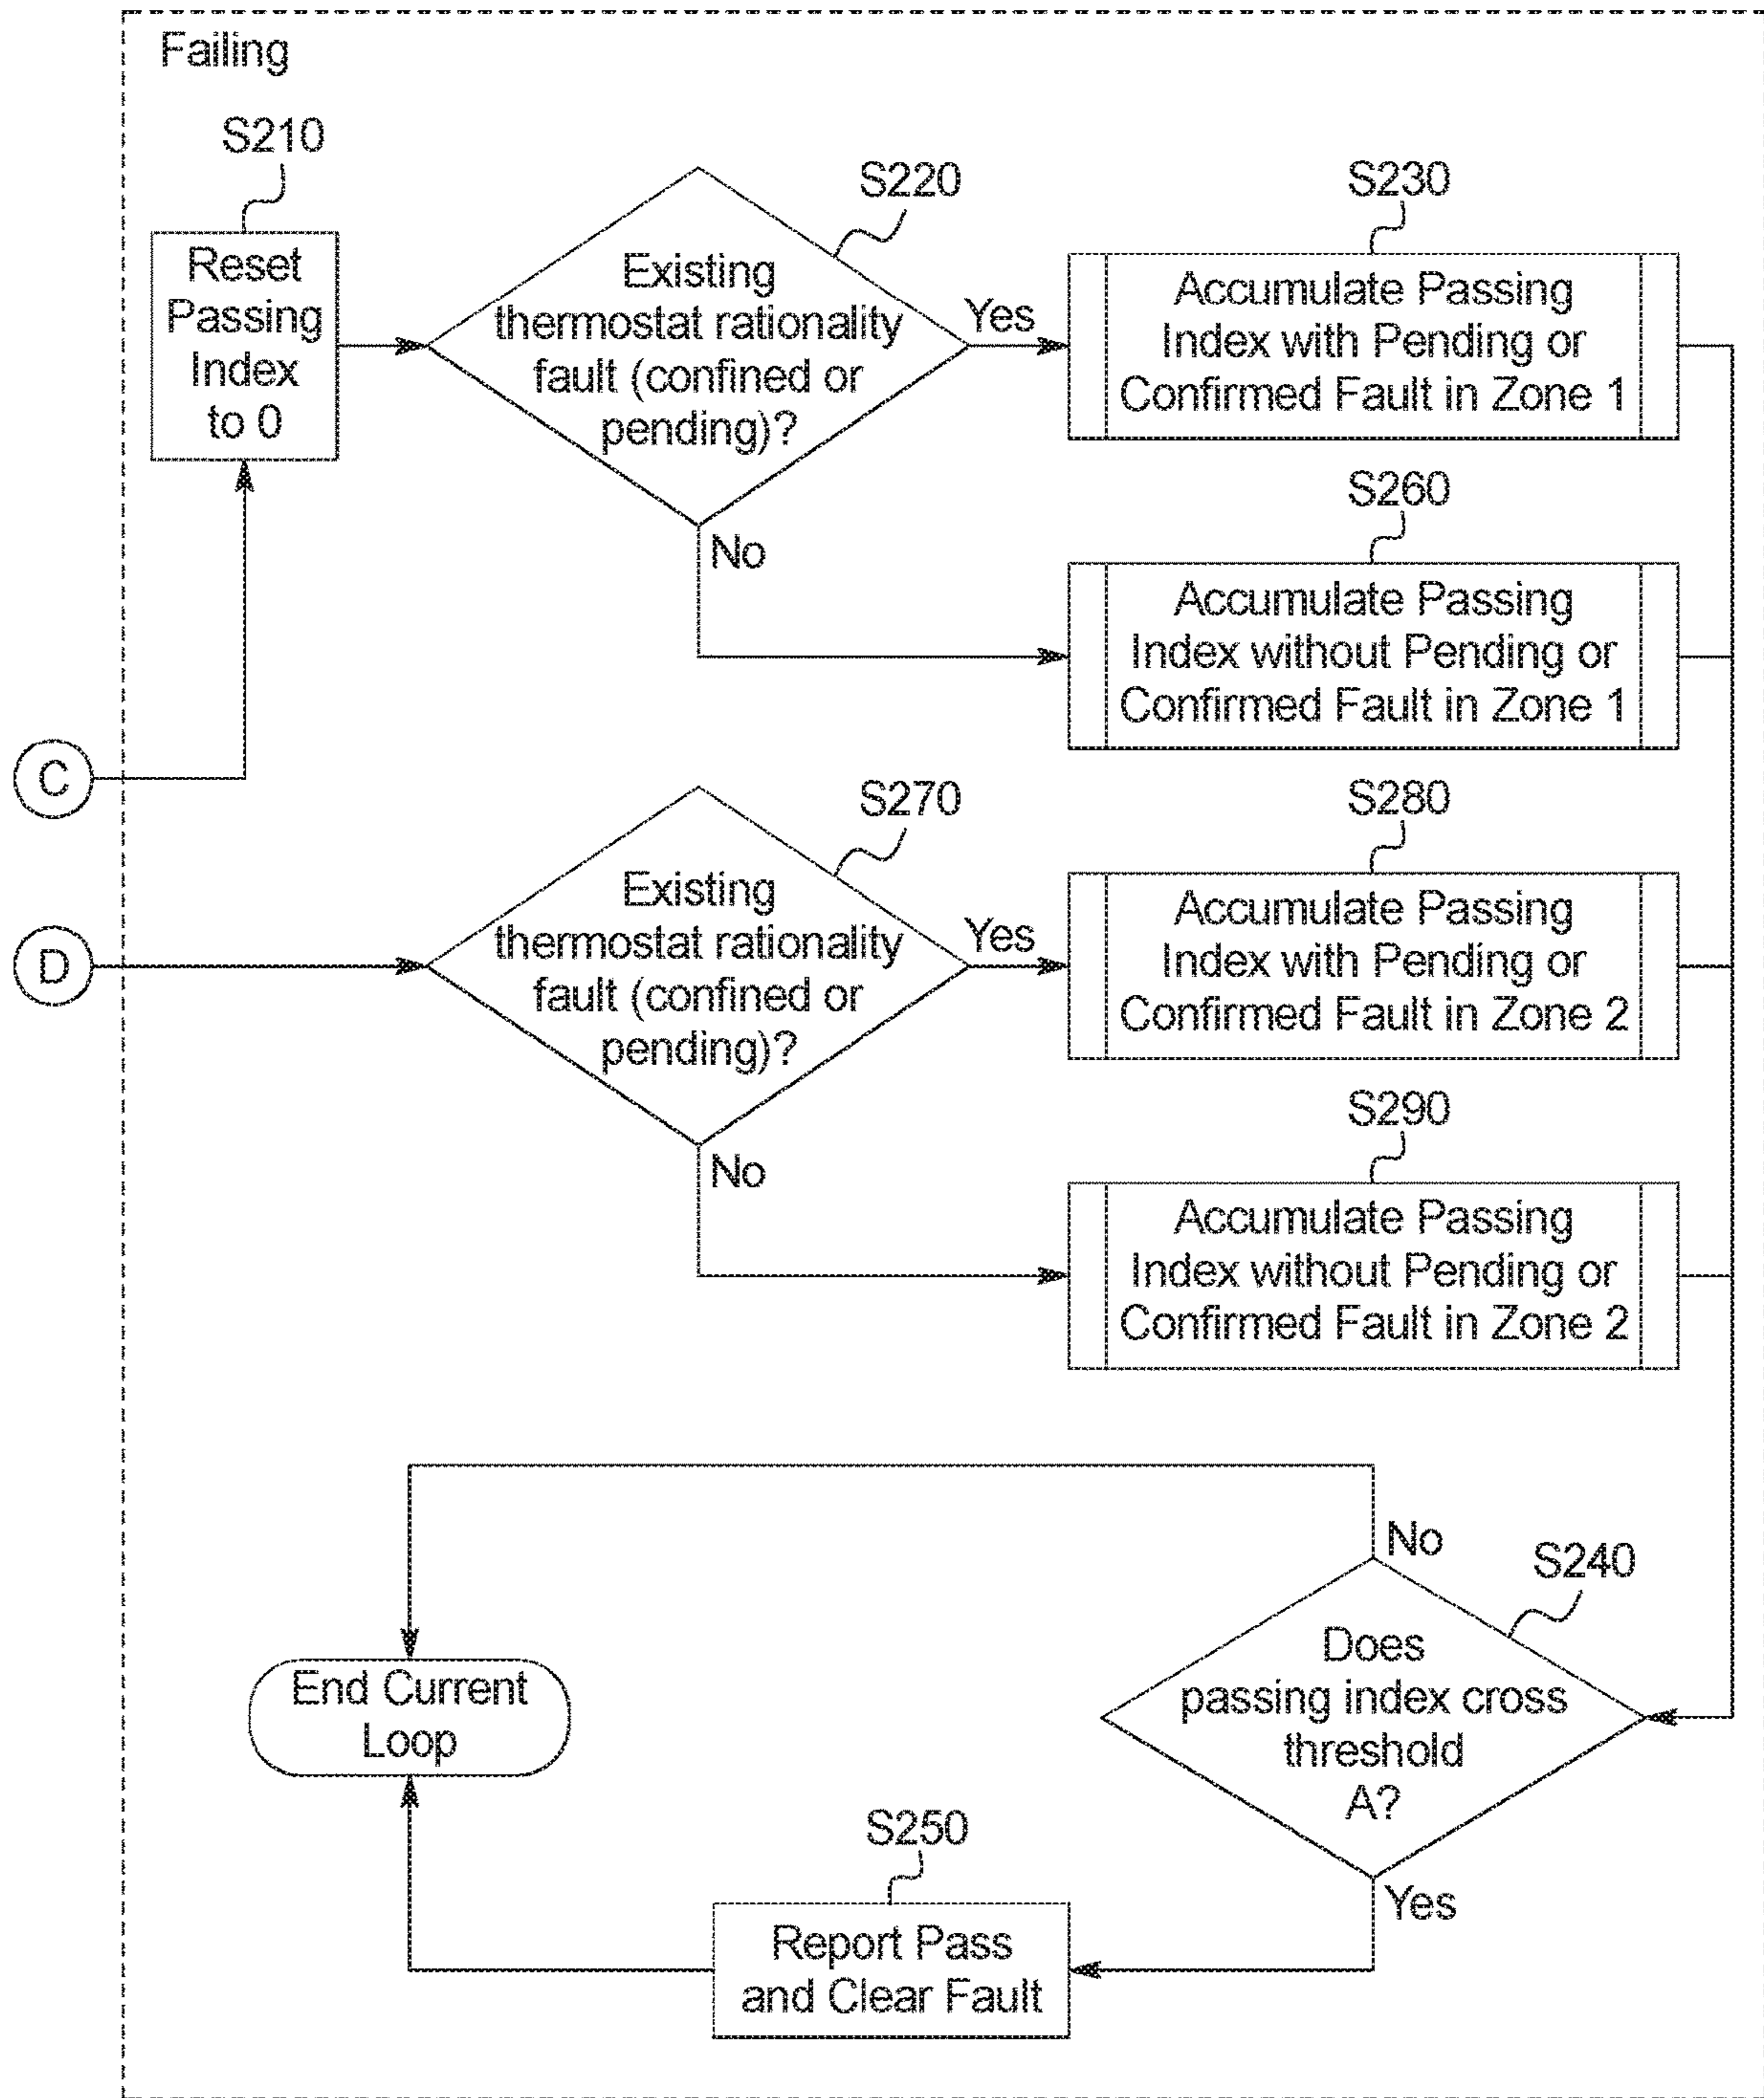 Failing
S210
Reset
Passing
Index
to 0
S220
Existing
thermostat rationality
fault (confined or
pending)?
Yes
No
S230
Accumulate Passing
Index with Pending or
Confirmed Fault in Zone 1
S260
Accumulate Passing
Index without Pending or
Confirmed Fault in Zone 1
C
D
S270
Existing
thermostat rationality
fault (confined or
pending)?
Yes
No
S280
Accumulate Passing
Index with Pending or
Confirmed Fault in Zone 2
S290
Accumulate Passing
Index without Pending or
Confirmed Fault in Zone 2
No
S240
Does
passing index cross
threshold
A?
Yes
End Current
Loop
S250
Report Pass
and Clear Fault